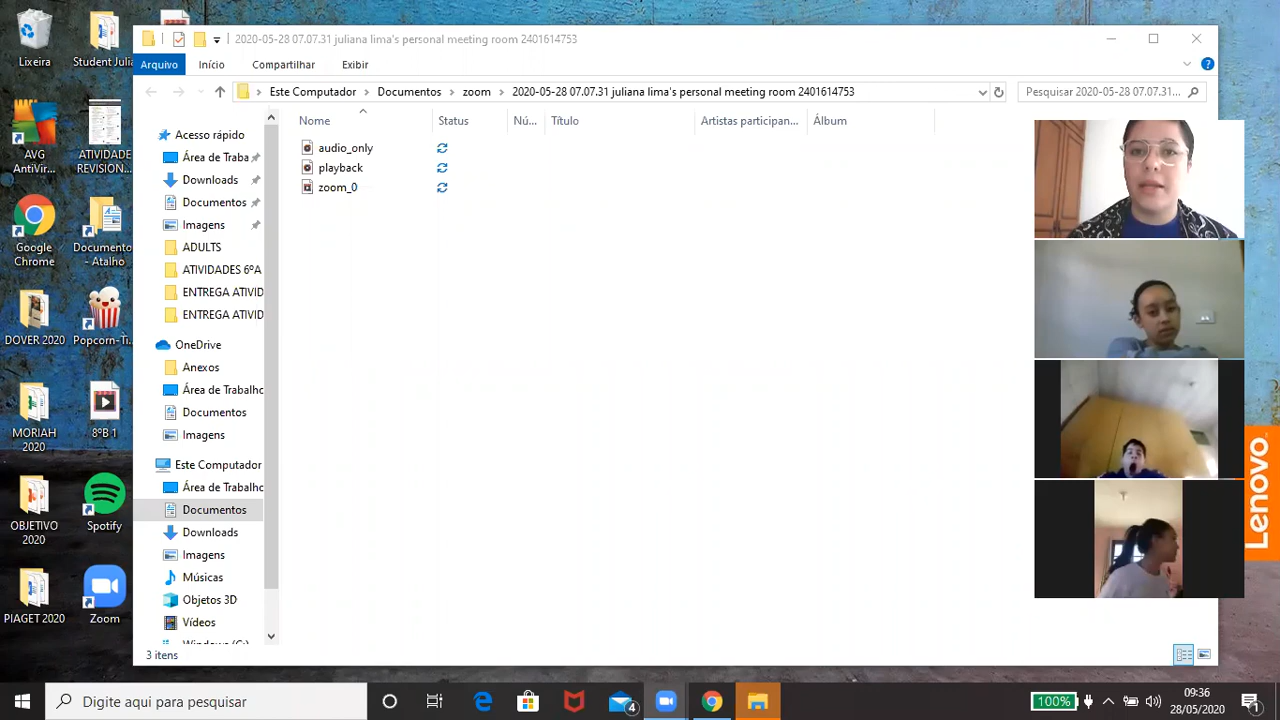 Lixeira
Student Julia
AVG
AntiVir...
ATIVIDADE
REVISION...
Google
Chrome
Documento
- Atalho
DOVER 2020
Popcorn-Ti...
MORIAH
2020
8ºB 1
OBJETIVO
2020
Spotify
PIAGET 2020
Zoom
2020-05-28 07.07.31 juliana lima's personal meeting room 2401614753
Arquivo
Início
Compartilhar
Exibir
Este Computador
Documentos
zoom
2020-05-28 07.07.31 juliana lima's personal meeting room 2401614753
Pesquisar 2020-05-28 07.07.31...
Nome
Status
Nú...
Título
Artistas participan...
Álbum
audio_only
playback
zoom_0
Acesso rápido
Área de Traba
Downloads
Documentos
Imagens
ADULTS
ATIVIDADES 6ºA
ENTREGA ATIVID
ENTREGA ATIVID
OneDrive
Anexos
Área de Trabalho
Documentos
Imagens
Este Computador
Área de Trabalho
Documentos
Downloads
Imagens
Músicas
Objetos 3D
Vídeos
Windows (C:)
3 itens
Lenovo
Digite aqui para pesquisar
4
100%
09:36
28/05/2020
1